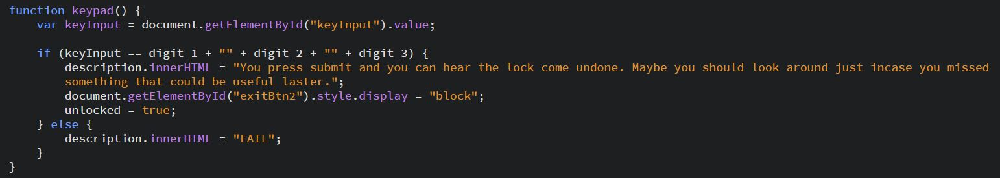 function keypad() {
    var keyInput = document.getElementById("keyInput").value;

    if (keyInput == digit_1 + "" + digit_2 + "" + digit_3) {
        description.innerHTML = "You press submit and you can hear the lock come undone. Maybe you should look around just incase you missed
        something that could be useful laster.";
        document.getElementById("exitBtn2").style.display = "block";
        unlocked = true;
    } else {
        description.innerHTML = "FAIL";
    }
}